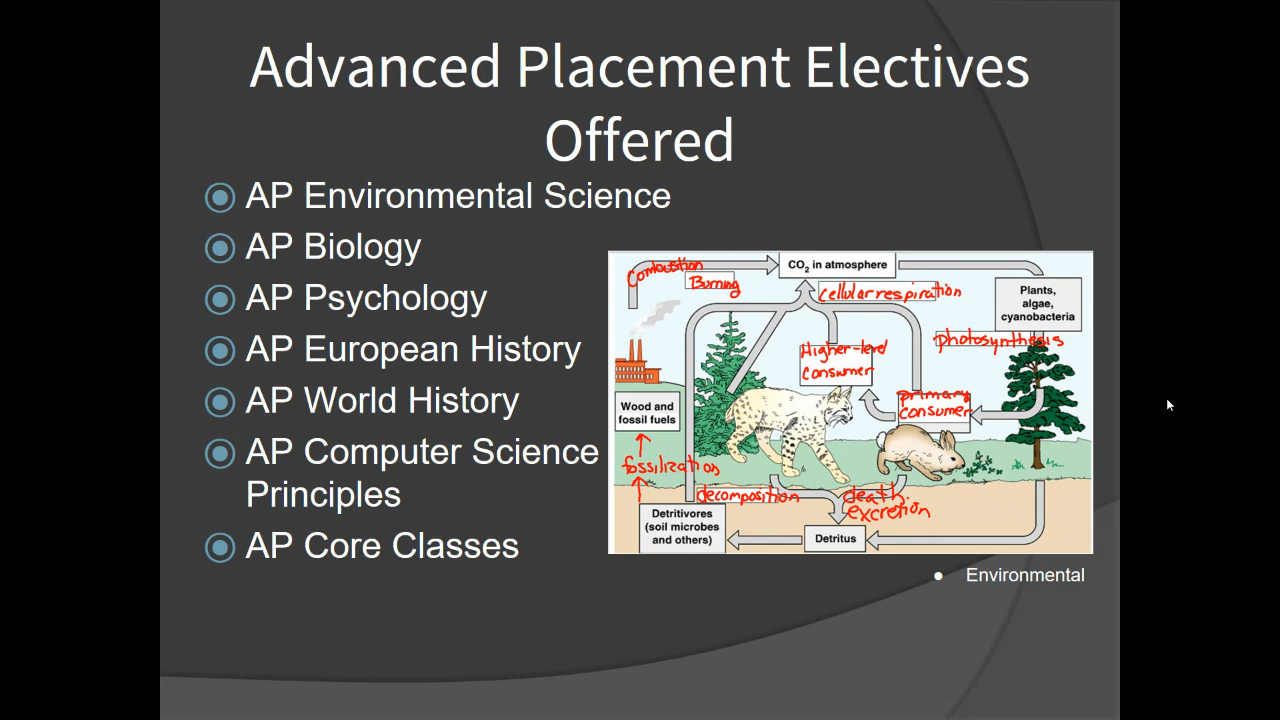 Advanced Placement Electives
Offered
AP Environmental Science
AP Biology
AP Psychology
AP European History
AP World History
AP Computer Science
Principles
AP Core Classes
Combustion
Burning
CO2 in atmosphere
cellular respiration
Plants,
algae,
cyanobacteria
photosynthesis
Higher-level
consumer
primary
consumer
Wood and
fossil fuels
fossilization
decomposition
death,
excretion
Detritivores
(soil microbes
and others)
Detritus
Environmental